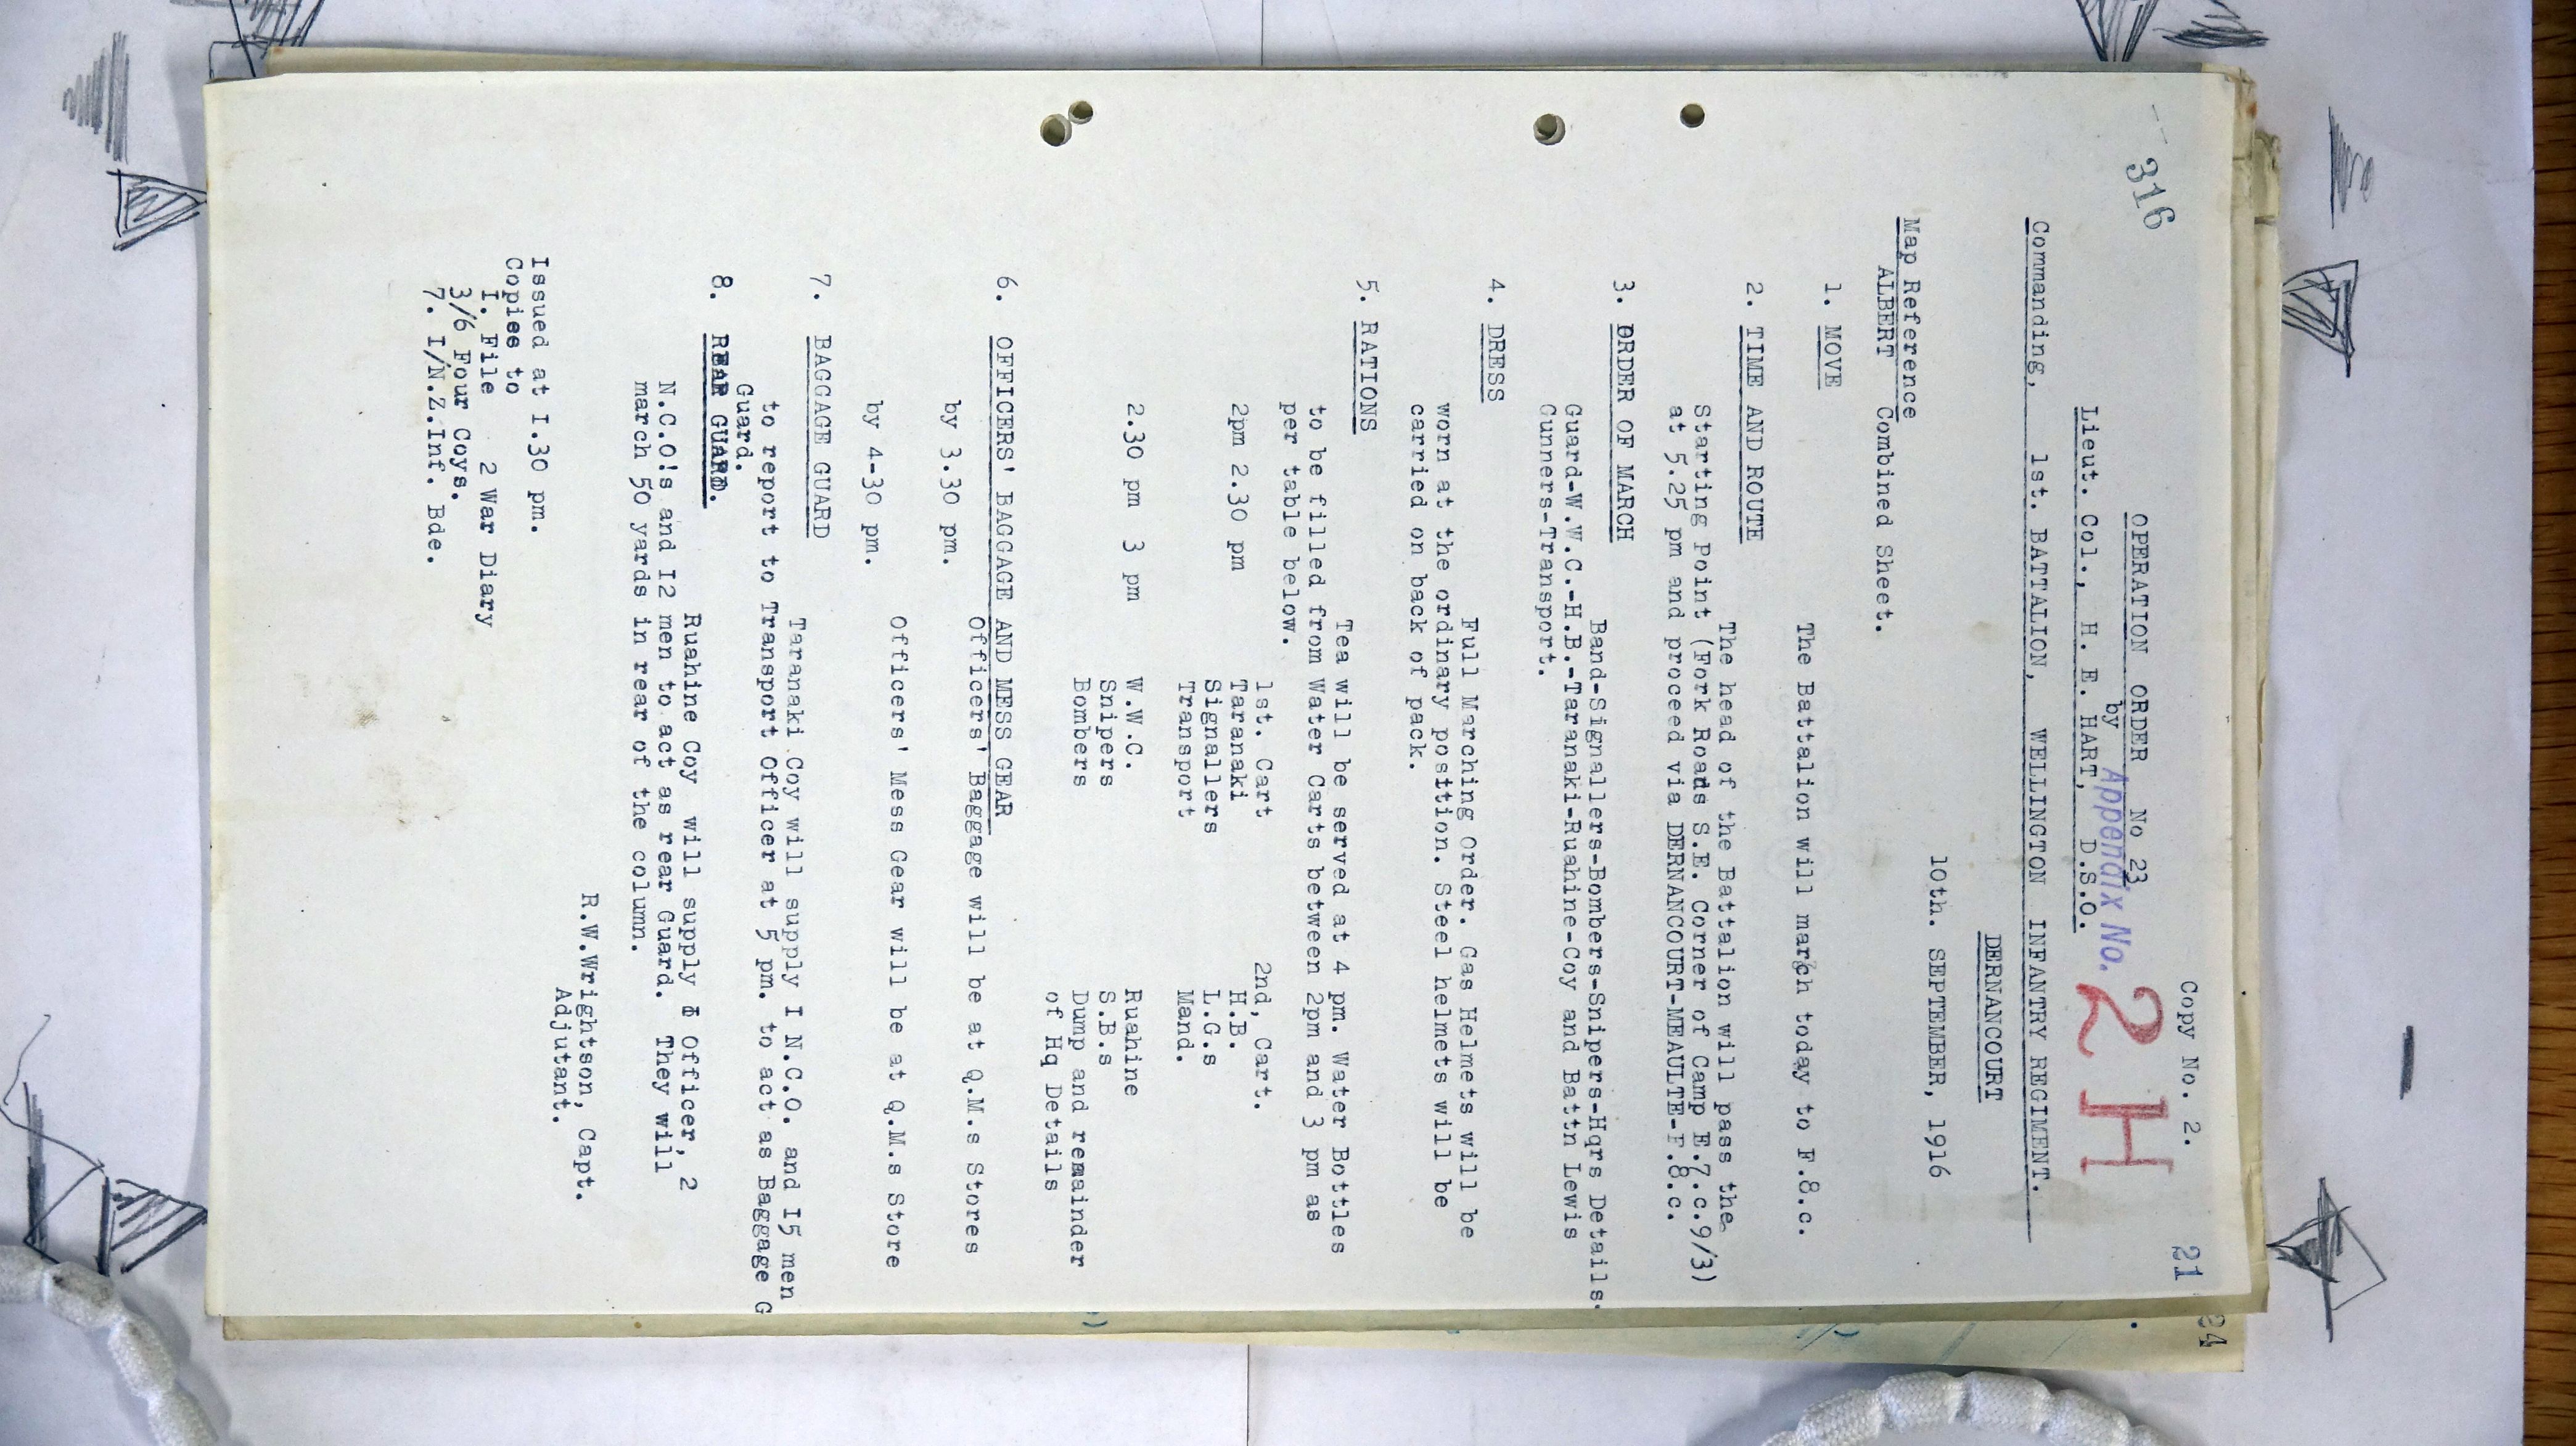 316
Copy No. 2.
21
OPERATION ORDER No 23
by
Appendix No. 2 H
Lieut. Col., H. E. HART, D.S.O.
Commanding, 1st. BATTALION, WELLINGTON INFANTRY REGIMENT.
DERNANCOURT
10th. SEPTEMBER, 1916
Map Reference
ALBERT Combined Sheet.
1. MOVE
The Battalion will march today to F.8.c.
2. TIME AND ROUTE
The head of the Battalion will pass the
Starting Point (Fork Roads S.E. Corner of Camp E.7.c.9/3)
at 5.25 pm and proceed via DERNANCOURT-MEAULTE-F.8.c.
3. ORDER OF MARCH
Band-Signallers-Bombers-Snipers-Hqrs Details.
Guard-W.W.C.-H.B.-Taranaki-Ruahine-Coy and Battn Lewis
Gunners-Transport.
4. DRESS
Full Marching Order. Gas Helmets will be
worn at the ordinary position. Steel helmets will be
carried on back of pack.
5. RATIONS
Tea will be served at 4 pm. Water Bottles
to be filled from Water Carts between 2pm and 3 pm as
per table below.
1st. Cart 2nd, Cart.
2pm 2.30 pm Taranaki H.B.
Signallers L.G.s
Transport Mand.
2.30 pm 3 pm W.W.C. Ruahine
Snipers S.B.s
Bombers Dump and remainder
of Hq Details
6. OFFICERS' BAGGAGE AND MESS GEAR
Officers' Baggage will be at Q.M.s Stores
by 3.30 pm.
Officers' Mess Gear will be at Q.M.s Store
by 4-30 pm.
7. BAGGAGE GUARD
Taranaki Coy will supply I N.C.O. and I5 men
to report to Transport Officer at 5 pm. to act as Baggage G
Guard.
8. REAR GUARD.
Ruahine Coy will supply I Officer, 2
N.C.O!s and I2 men to act as rear Guard. They will
march 50 yards in rear of the column.
R.W.Wrightson, Capt.
Adjutant.
Issued at I.30 pm.
Copies to
I. File 2 War Diary
3/6 Four Coys.
7. I/N.Z.Inf. Bde.